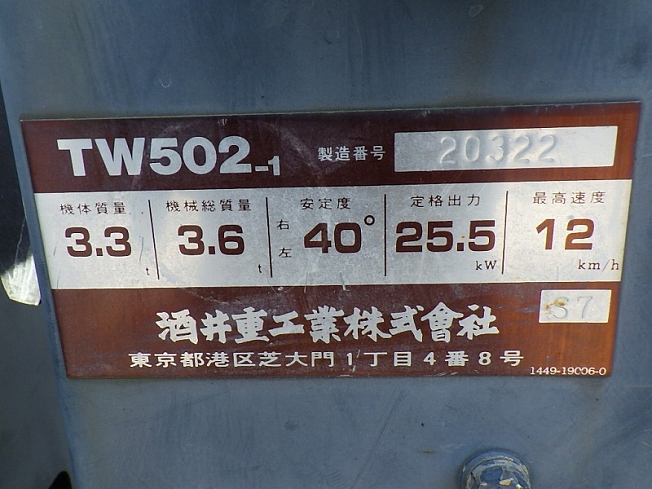 TW502-1 製造番号 20322
機体質量 機械総質量 安定度 定格出力 最高速度
3.3 t 3.6 t 右左 40° 25.5 kW 12 km/h
S7
酒井重工業株式會社
東京都港区芝大門1丁目4番8号
1449-19006-0